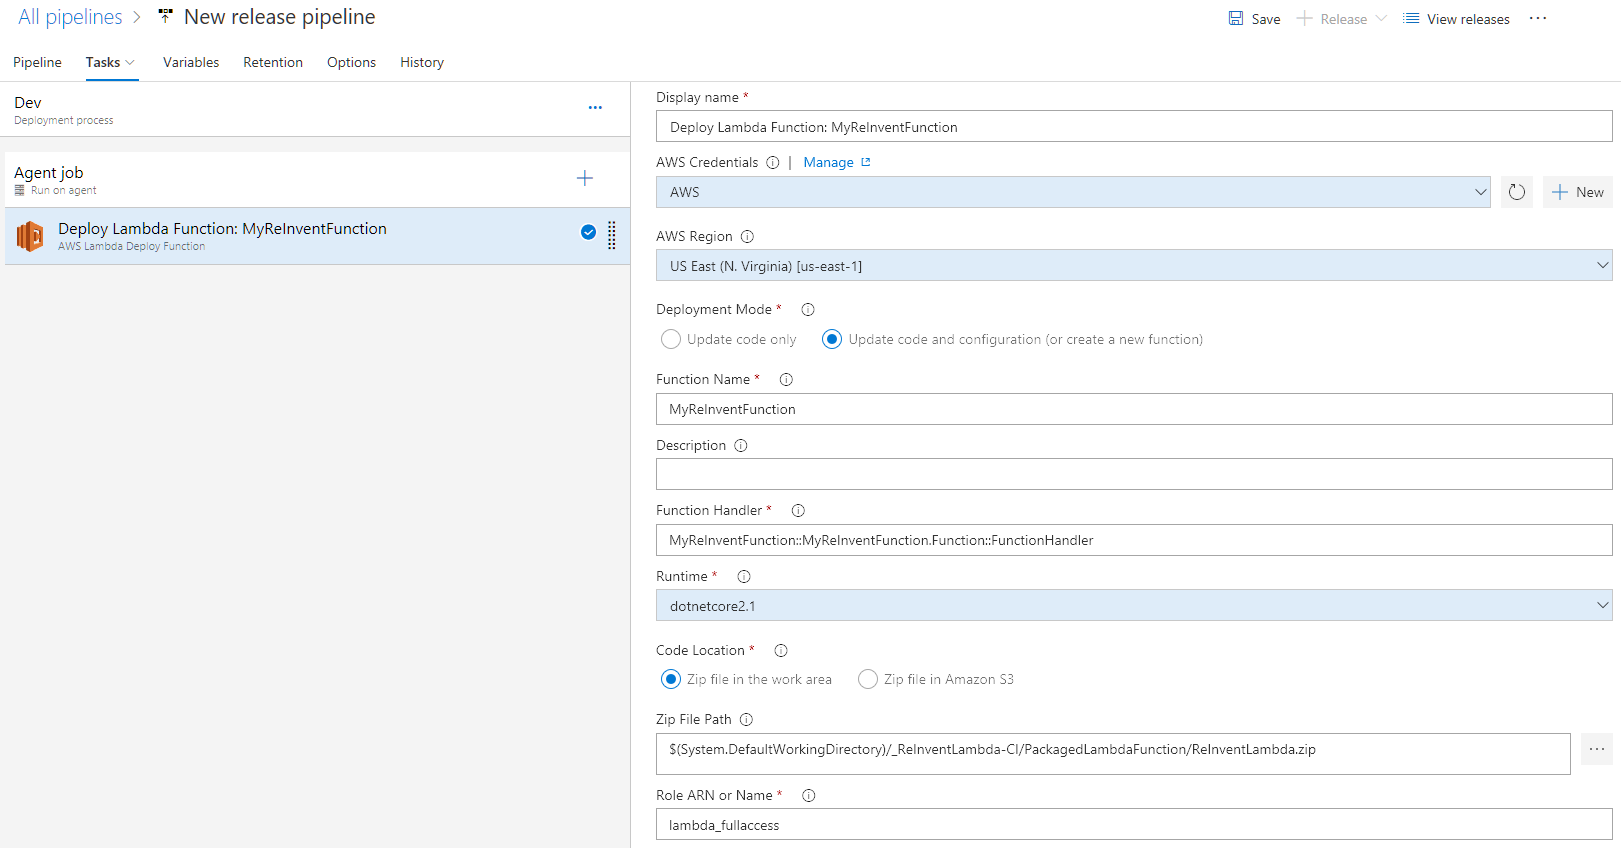 All pipelines > New release pipeline
Save Release View releases ...
Pipeline Tasks Variables Retention Options History
Dev
Deployment process
...
Agent job
Run on agent
Deploy Lambda Function: MyReInventFunction
AWS Lambda Deploy Function
Display name *
Deploy Lambda Function: MyReInventFunction
AWS Credentials | Manage
AWS
New
AWS Region
US East (N. Virginia) [us-east-1]
Deployment Mode *
Update code only Update code and configuration (or create a new function)
Function Name *
MyReInventFunction
Description
Function Handler *
MyReInventFunction::MyReInventFunction.Function::FunctionHandler
Runtime *
dotnetcore2.1
Code Location *
Zip file in the work area Zip file in Amazon S3
Zip File Path
$(System.DefaultWorkingDirectory)/_ReInventLambda-CI/PackagedLambdaFunction/ReInventLambda.zip
...
Role ARN or Name *
lambda_fullaccess